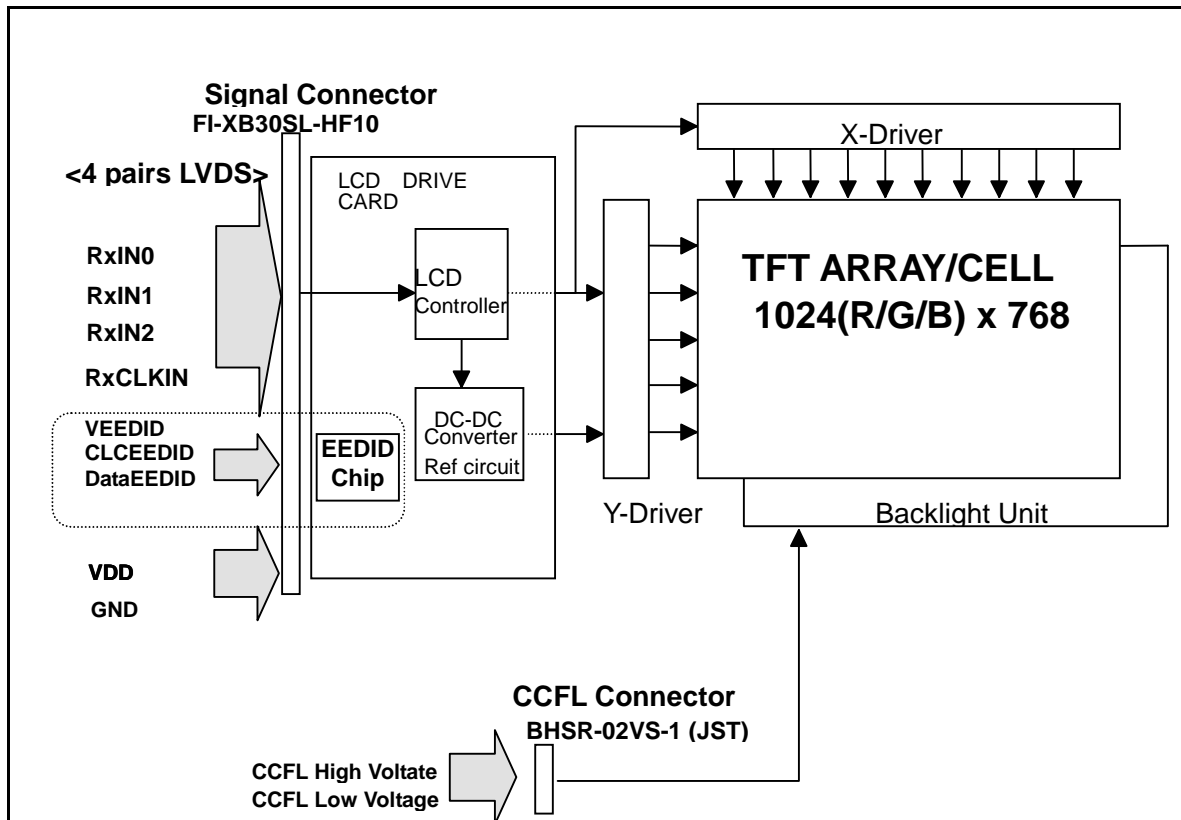 Signal Connector
FI-XB30SL-HF10
<4 pairs LVDS>
RxIN0
RxIN1
RxIN2
RxCLKIN
VEEDID
CLCEEDID
DataEEDID
VDD
GND
LCD DRIVE
CARD
LCD
Controller
DC-DC
Converter
Ref circuit
EEDID
Chip
X-Driver
Y-Driver
TFT ARRAY/CELL
1024(R/G/B) x 768
Backlight Unit
CCFL Connector
BHSR-02VS-1 (JST)
CCFL High Voltate
CCFL Low Voltage